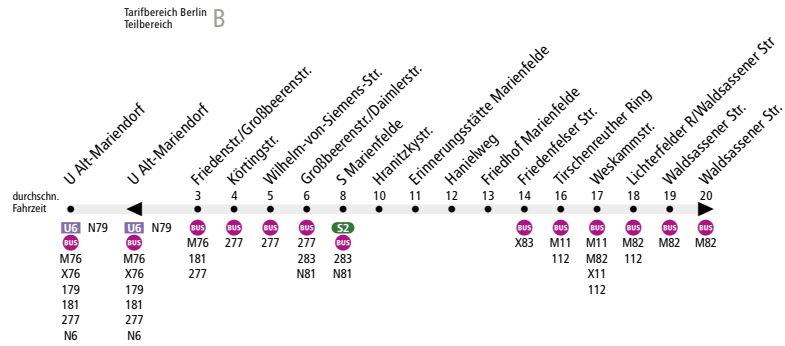 Tarifbereich Berlin
Teilbereich
B
U Alt-Mariendorf
U Alt-Mariendorf
Friedenstr./Großbeerenstr.
Körtingstr.
Wilhelm-von-Siemens-Str.
Großbeerenstr./Daimlerstr.
S Marienfelde
Hranitzkystr.
Erinnerungsstätte Marienfelde
Hanielweg
Friedhof Marienfelde
Friedenfelser Str.
Tirschenreuther Ring
Weskammstr.
Lichterfelder R/Waldsassener Str
Waldsassener Str.
Waldsassener Str.
durchschn. 3 4 5 6 8 10 11 12 13 14 16 17 18 19 20
Fahrzeit
U6 N79 U6 N79 BUS BUS BUS BUS S2 BUS BUS BUS BUS BUS BUS
BUS BUS M76 277 277 277 BUS X83 M11 M11 M82 M82 M82
M76 M76 181 283 283 112 M82 112
X76 X76 277 N81 N81 X11
179 179 112
181 181
277 277
N6 N6